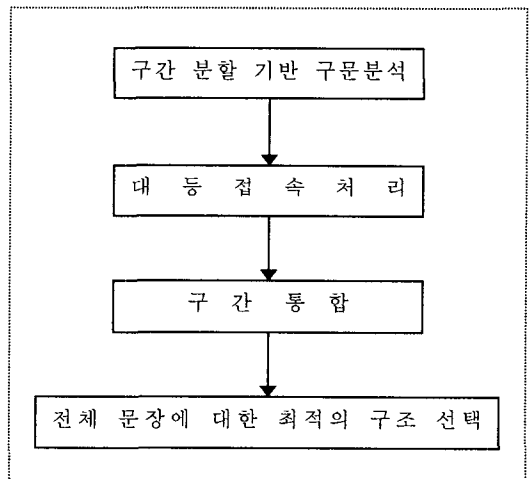 구간 분할 기반 구문분석
대 등 접 속 처 리
구 간 통 합
전체 문장에 대한 최적의 구조 선택